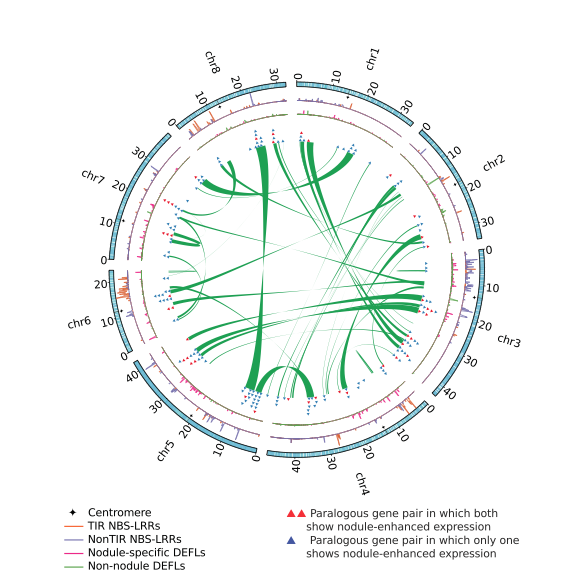 chr8
chr1
0
10
20
30
0
10
20
30
chr2
0
10
20
30
chr7
0
10
20
30
0
10
20
30
40
chr3
chr6
0
10
20
0
10
20
30
40
chr5
0
10
20
30
40
chr4
✦ Centromere
TIR NBS-LRRs
NonTIR NBS-LRRs
Nodule-specific DEFLs
Non-nodule DEFLs
Paralogous gene pair in which both
show nodule-enhanced expression
Paralogous gene pair in which only one
shows nodule-enhanced expression